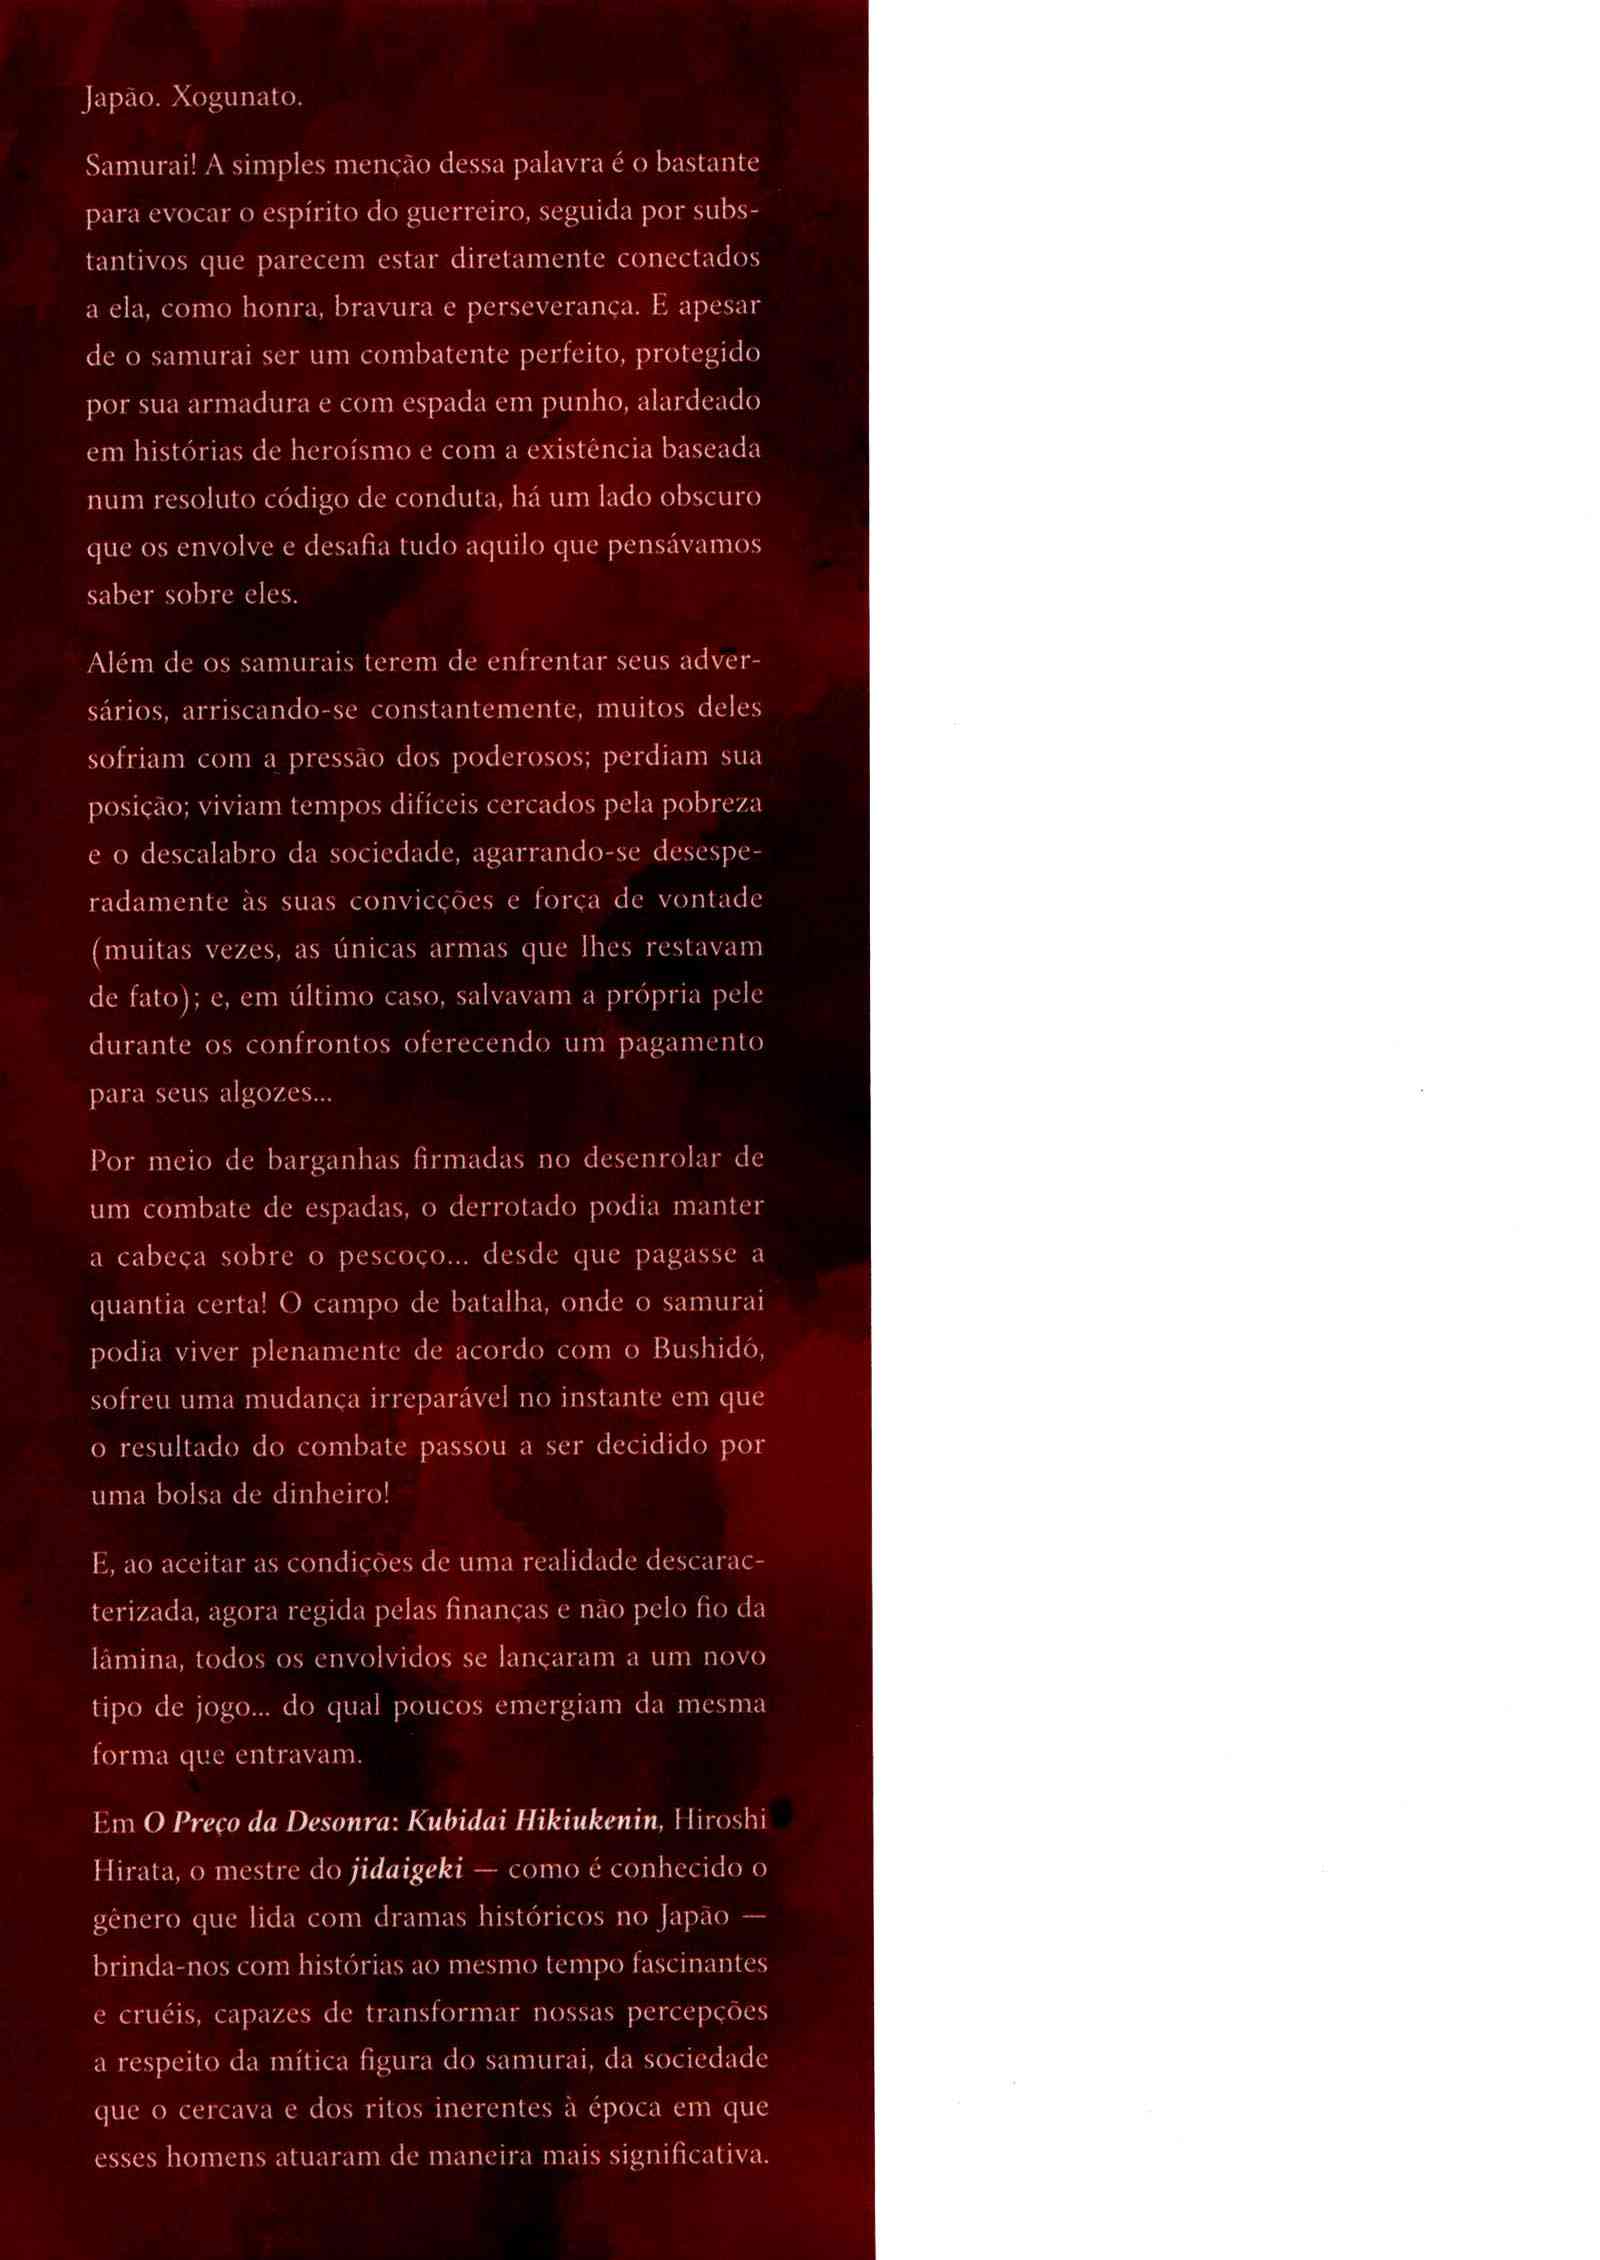 Japão. Xogunato.
Samurai! A simples menção dessa palavra é o bastante
para evocar o espírito do guerreiro, seguida por subs-
tantivos que parecem estar diretamente conectados
a ela, como honra, bravura e perseverança. E apesar
de o samurai ser um combatente perfeito, protegido
por sua armadura e com espada em punho, alardeado
em histórias de heroísmo e com a existência baseada
num resoluto código de conduta, há um lado obscuro
que os envolve e desafia tudo aquilo que pensávamos
saber sobre eles.
Além de os samurais terem de enfrentar seus adver-
sários, arriscando-se constantemente, muitos deles
sofriam com a pressão dos poderosos; perdiam sua
posição; viviam tempos difíceis cercados pela pobreza
e o descalabro da sociedade, agarrando-se desespe-
radamente às suas convicções e força de vontade
(muitas vezes, as únicas armas que lhes restavam
de fato); e, em último caso, salvavam a própria pele
durante os confrontos oferecendo um pagamento
para seus algozes...
Por meio de barganhas firmadas no desenrolar de
um combate de espadas, o derrotado podia manter
a cabeça sobre o pescoço... desde que pagasse a
quantia certa! O campo de batalha, onde o samurai
podia viver plenamente de acordo com o Bushidô,
sofreu uma mudança irreparável no instante em que
o resultado do combate passou a ser decidido por
uma bolsa de dinheiro!
E, ao aceitar as condições de uma realidade descarac-
terizada, agora regida pelas finanças e não pelo fio da
lâmina, todos os envolvidos se lançaram a um novo
tipo de jogo... do qual poucos emergiam da mesma
forma que entravam.
Em O Preço da Desonra: Kubidai Hikiukenin, Hiroshi
Hirata, o mestre do jidaigeki — como é conhecido o
gênero que lida com dramas históricos no Japão —
brinda-nos com histórias ao mesmo tempo fascinantes
e cruéis, capazes de transformar nossas percepções
a respeito da mítica figura do samurai, da sociedade
que o cercava e dos ritos inerentes à época em que
esses homens atuaram de maneira mais significativa.